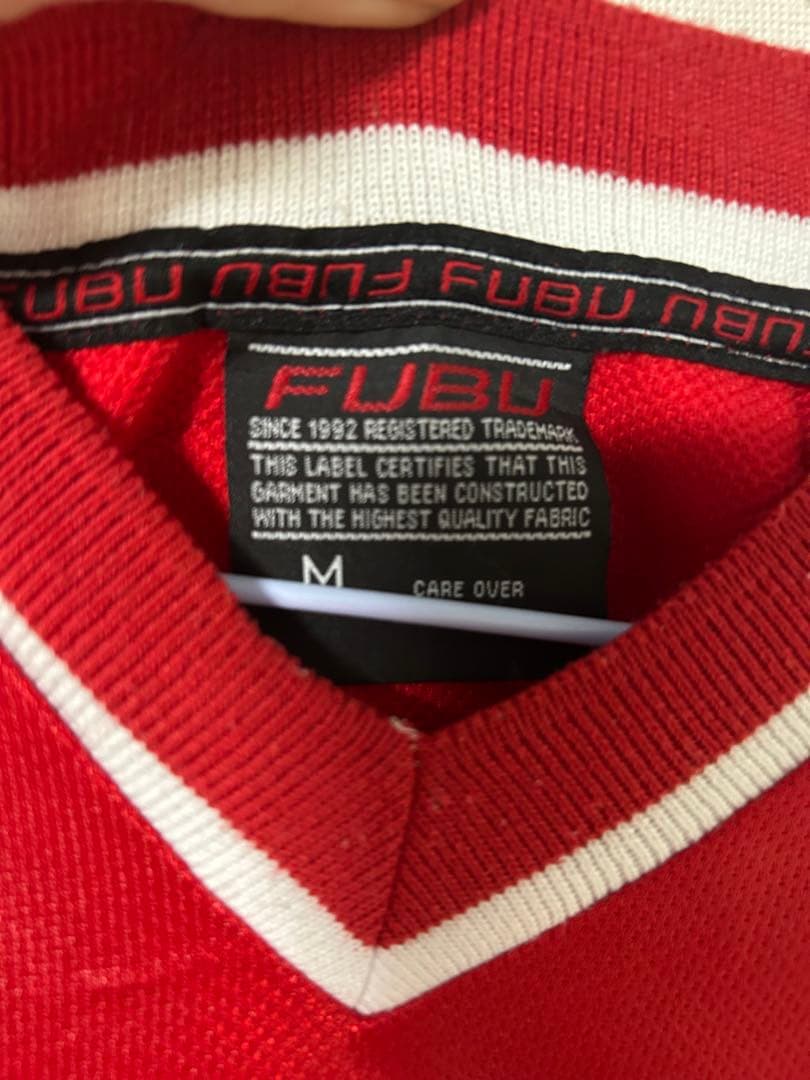 FUBU FUBU FUBU FUBU
FUBU
SINCE 1992 REGISTERED TRADEMARK
THIS LABEL CERTIFIES THAT THIS
GARMENT HAS BEEN CONSTRUCTED
WITH THE HIGHEST QUALITY FABRIC
M CARE OVER